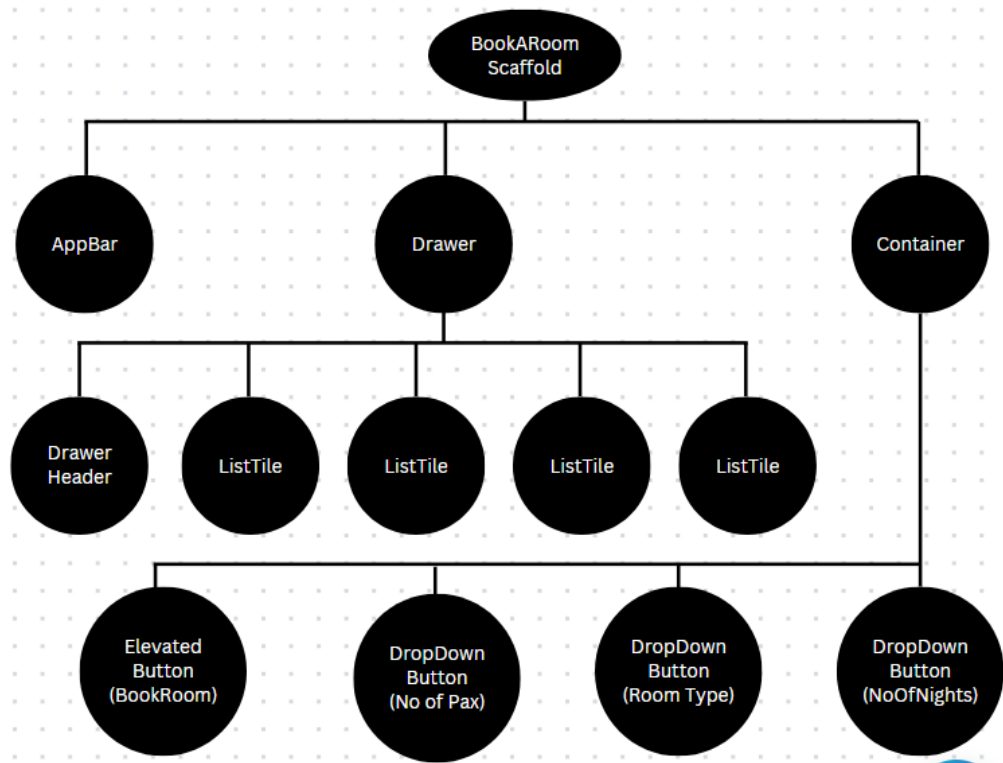 BookARoom
Scaffold
AppBar
Drawer
Container
Drawer
Header
ListTile
ListTile
ListTile
ListTile
Elevated
Button
(BookRoom)
DropDown
Button
(No of Pax)
DropDown
Button
(Room Type)
DropDown
Button
(NoOfNights)